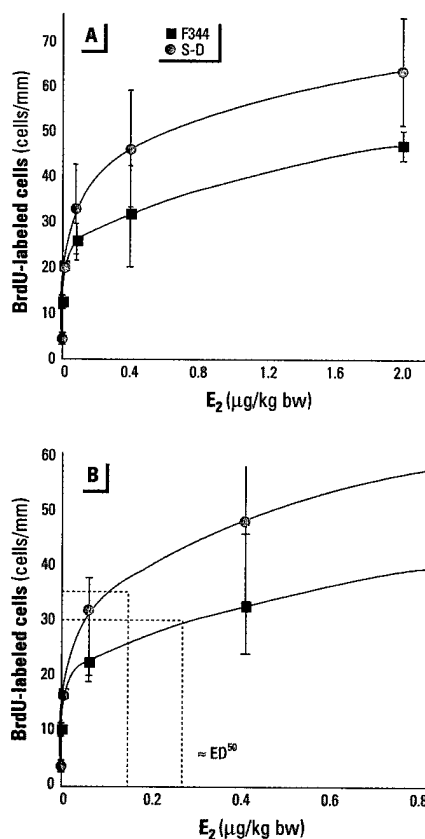 A
F344
S-D
BrdU-labeled cells (cells/mm)
70
60
50
40
30
20
10
0
0 0.4 0.8 1.2 1.6 2.0
E2 (μg/kg bw)
B
BrdU-labeled cells (cells/mm)
60
50
40
30
20
10
0
≈ ED50
0 0.2 0.4 0.6 0.8
E2 (μg/kg bw)